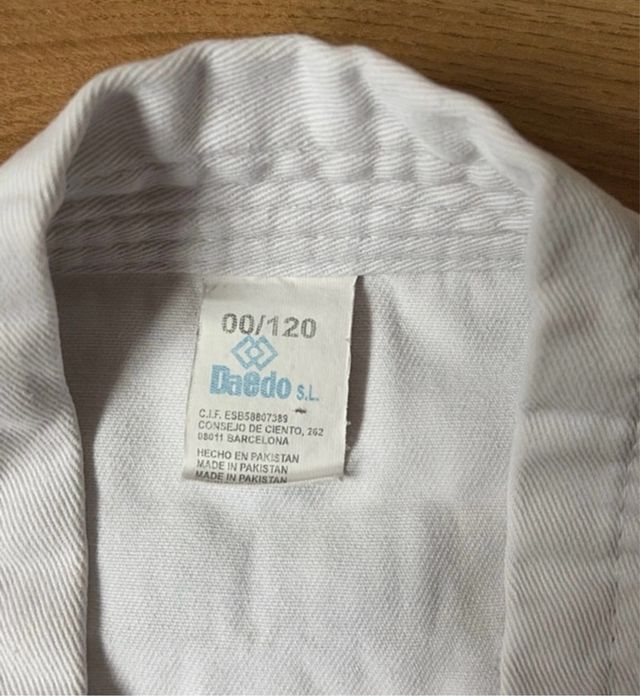 00/120
Daedo S.L.
C.I.F. ESB58807389
CONSEJO DE CIENTO, 262
08011 BARCELONA
HECHO EN PAKISTAN
MADE IN PAKISTAN
MADE IN PAKISTAN